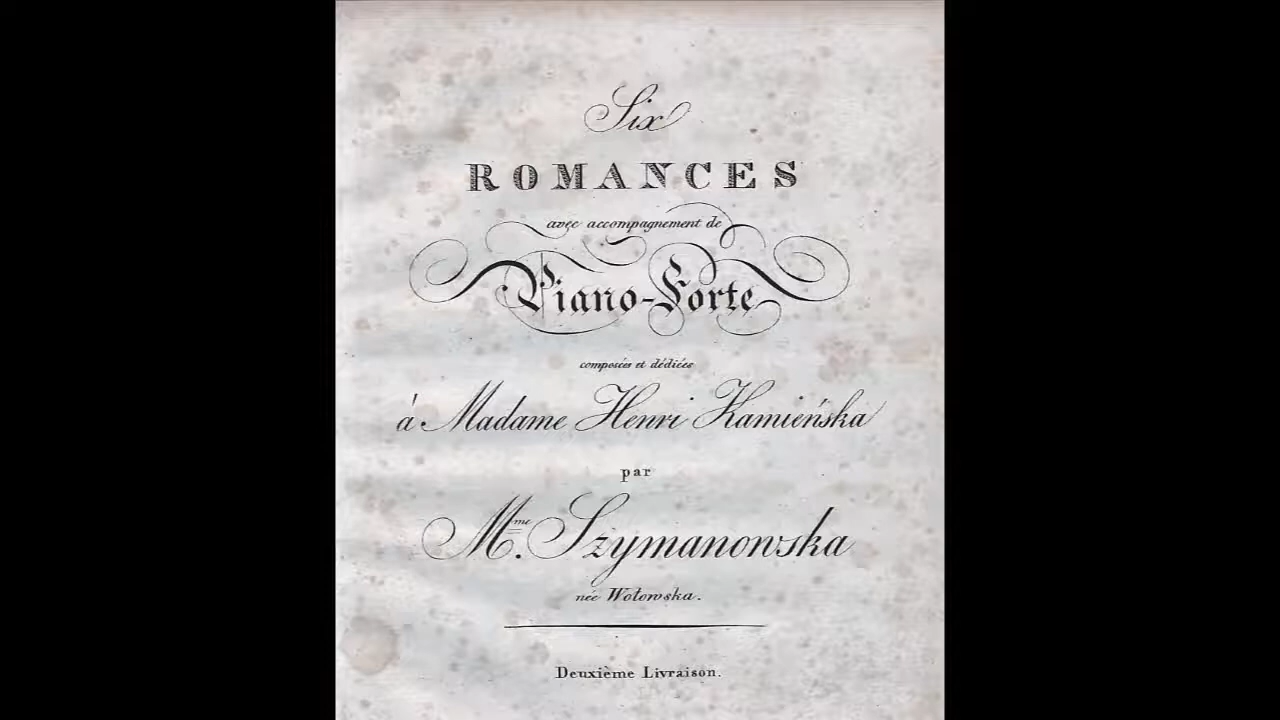 Six
ROMANCES
avec accompagnement de
Piano-Forte
composées et dédiées
à Madame Henri Kamieńska
par
Mme. Szymanowska
née Wołowska.
Deuxième Livraison.